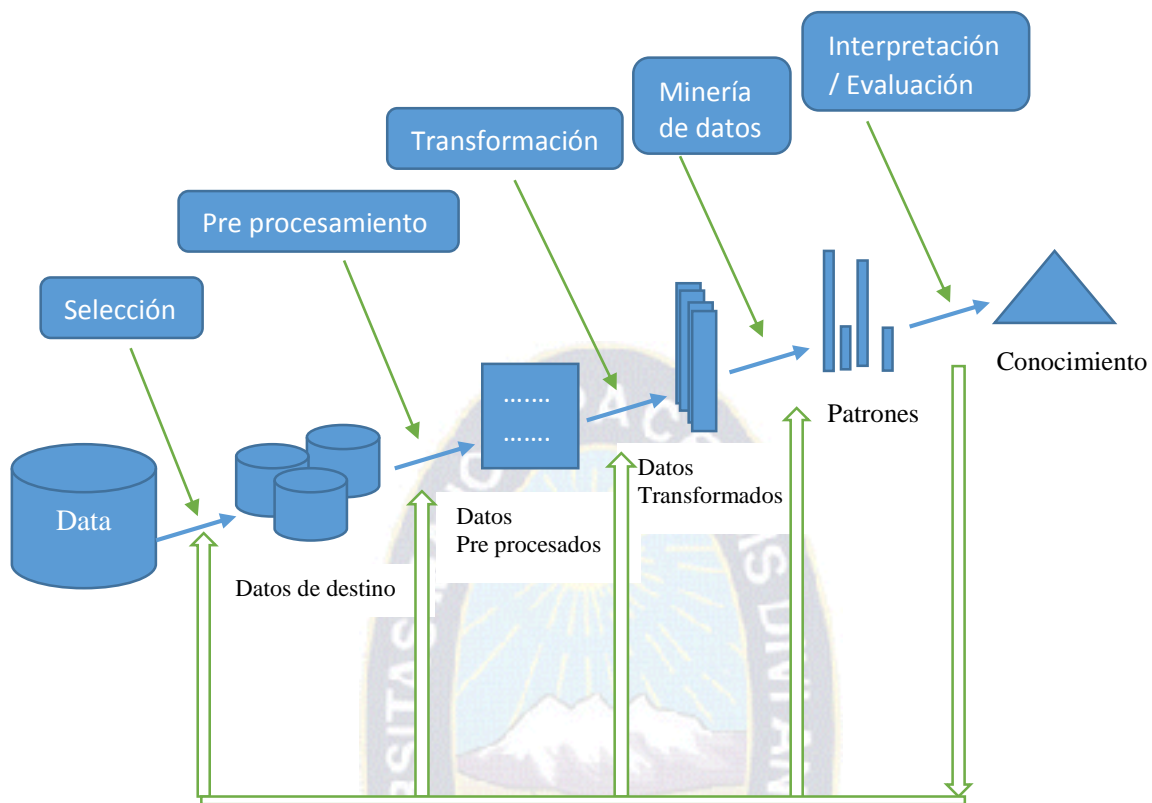 Interpretación
/ Evaluación
Minería
de datos
Transformación
Pre procesamiento
Selección
Data
Datos de destino
.......
.......
Datos
Pre procesados
Datos
Transformados
Patrones
Conocimiento